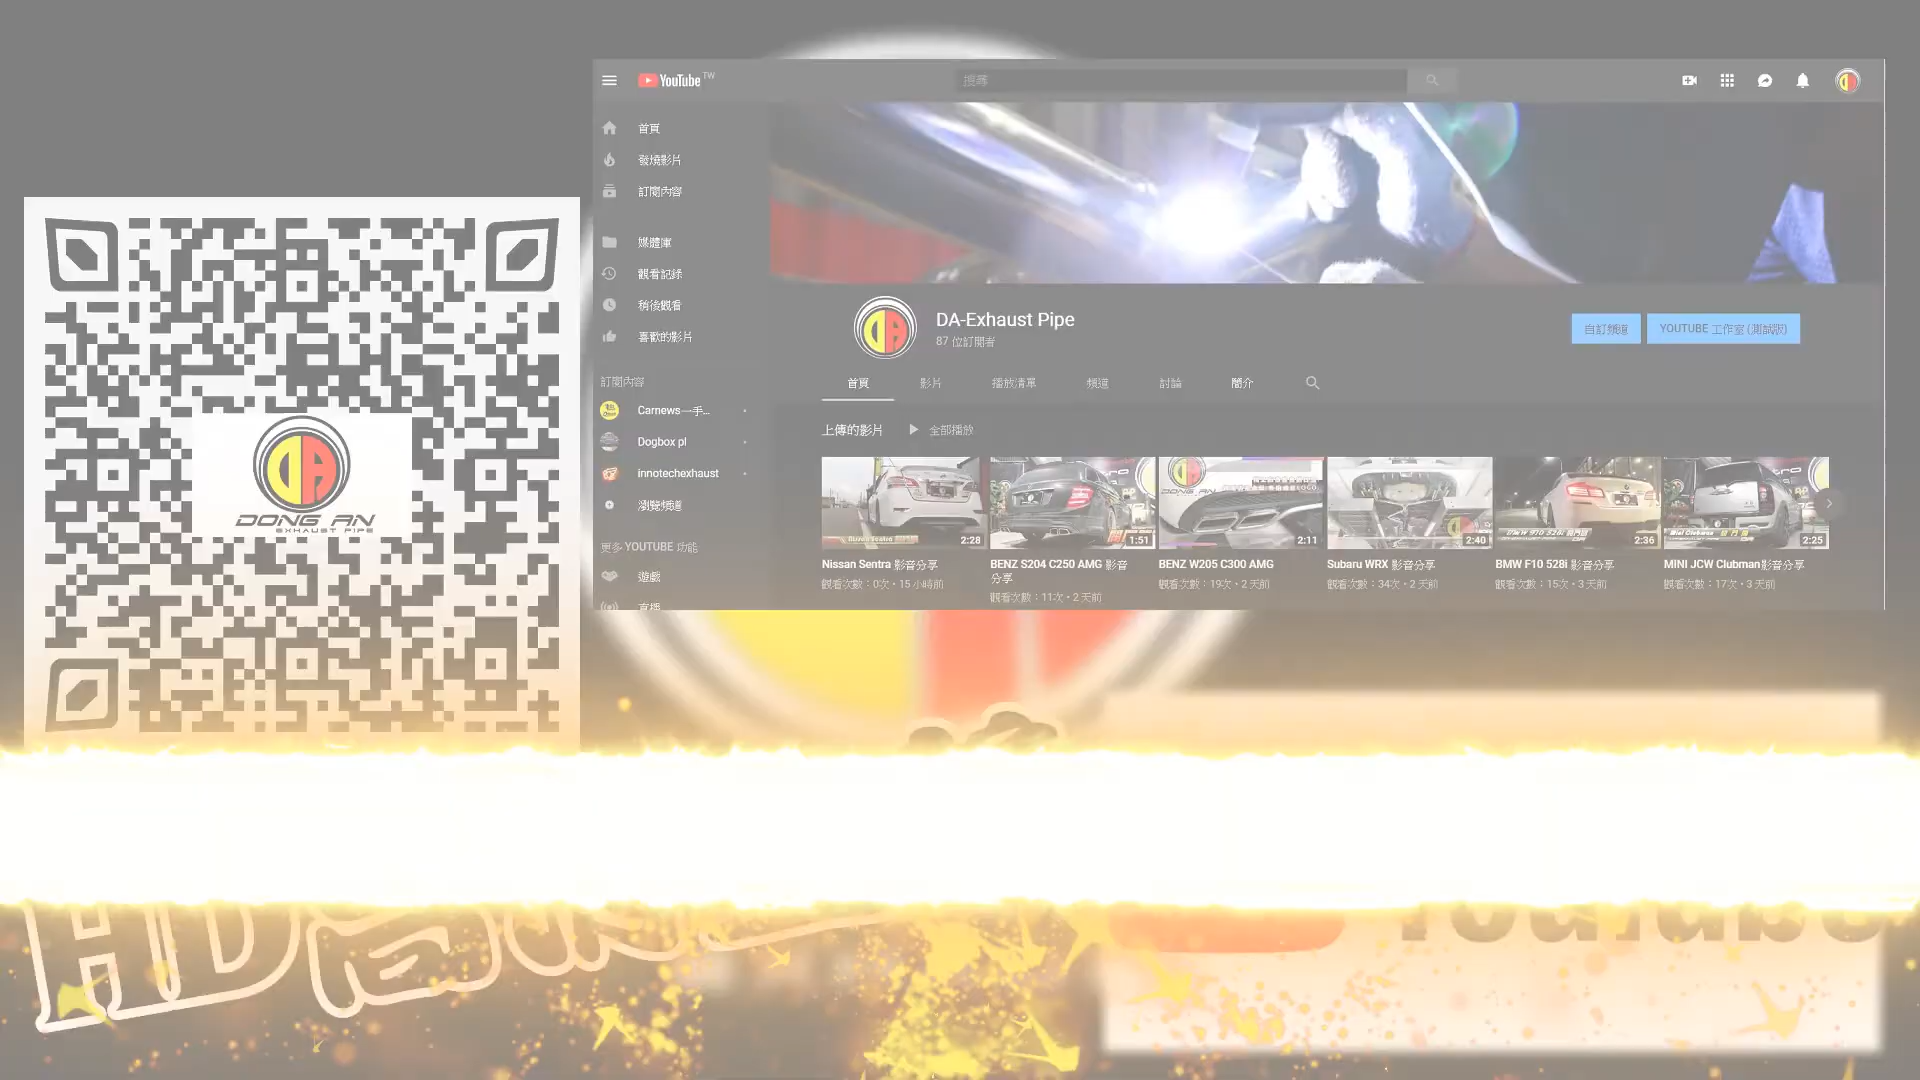 YouTube TW
搜尋
首頁
發燒影片
訂閱內容
媒體庫
觀看記錄
稍後觀看
喜歡的影片
訂閱內容
Carnews一手...
Dogbox pl
innotechexhaust
瀏覽頻道
更多 YOUTUBE 功能
遊戲
直播
DA-Exhaust Pipe
87 位訂閱者
自訂頻道
YOUTUBE 工作室 (測試版)
首頁
影片
播放清單
頻道
討論
簡介
上傳的影片
全部播放
2:28
1:51
2:11
2:40
2:36
2:25
Nissan Sentra 影音分享
觀看次數：0次・15 小時前
BENZ S204 C250 AMG 影音
分享
觀看次數：11次・2 天前
BENZ W205 C300 AMG
觀看次數：19次・2 天前
Subaru WRX 影音分享
觀看次數：34次・2 天前
BMW F10 528i 影音分享
觀看次數：15次・3 天前
MINI JCW Clubman影音分享
觀看次數：17次・3 天前
DA
DONG AN
EXHAUST PIPE
YouTube